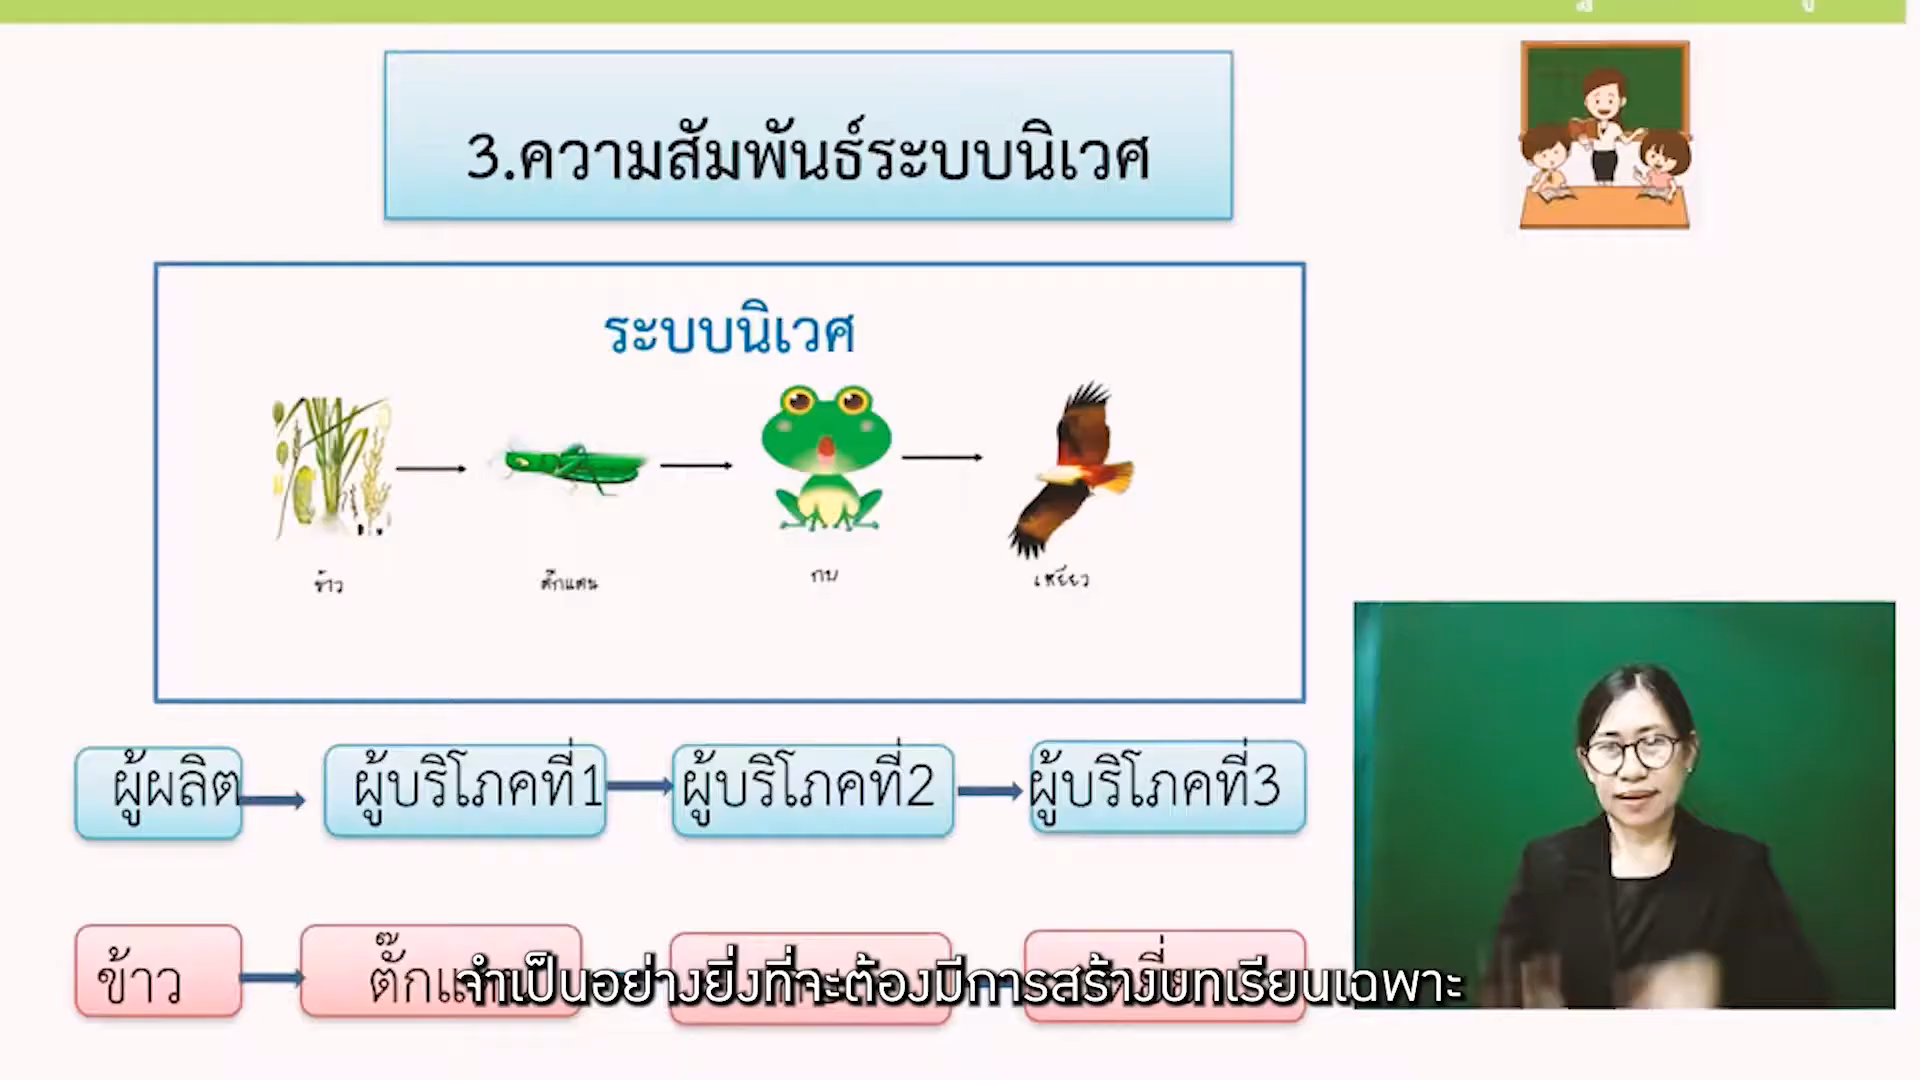 3.ความสัมพันธ์ระบบนิเวศ
ระบบนิเวศ
ข้าว
ตั๊กแตน
กบ
เหยี่ยว
ผู้ผลิต
ผู้บริโภคที่1
ผู้บริโภคที่2
ผู้บริโภคที่3
ข้าว
จำเป็นอย่างยิ่งที่จะต้องมีการสร้างบทเรียนเฉพาะ